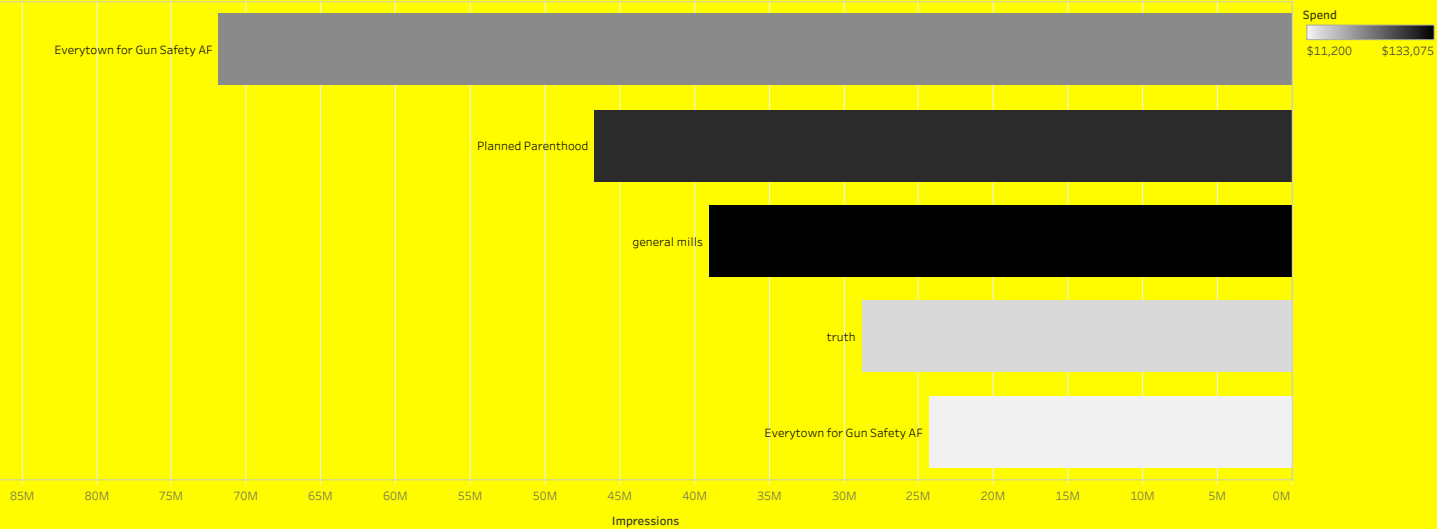 Spend
$11,200 $133,075
Everytown for Gun Safety AF
Planned Parenthood
general mills
truth
Everytown for Gun Safety AF
85M 80M 75M 70M 65M 60M 55M 50M 45M 40M 35M 30M 25M 20M 15M 10M 5M 0M
Impressions